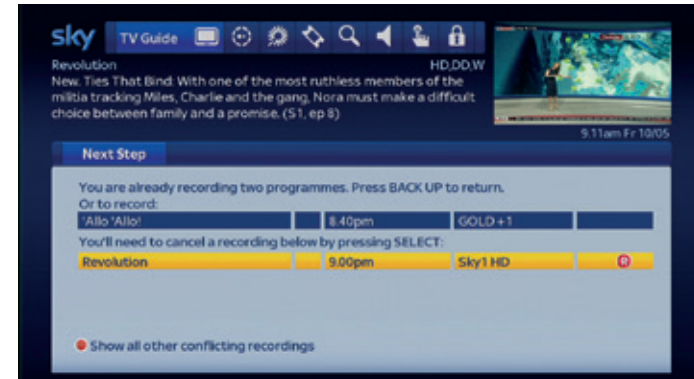 sky TV Guide
Revolution HD,DD,W
New. Ties That Bind: With one of the most ruthless members of the
militia tracking Miles, Charlie and the gang, Nora must make a difficult
choice between family and a promise. (S1, ep 8)
9.11am Fr 10/05
Next Step
You are already recording two programmes. Press BACK UP to return.
Or to record:
'Allo 'Allo! 8.40pm GOLD +1
You'll need to cancel a recording below by pressing SELECT:
Revolution 9.00pm Sky1 HD R
Show all other conflicting recordings